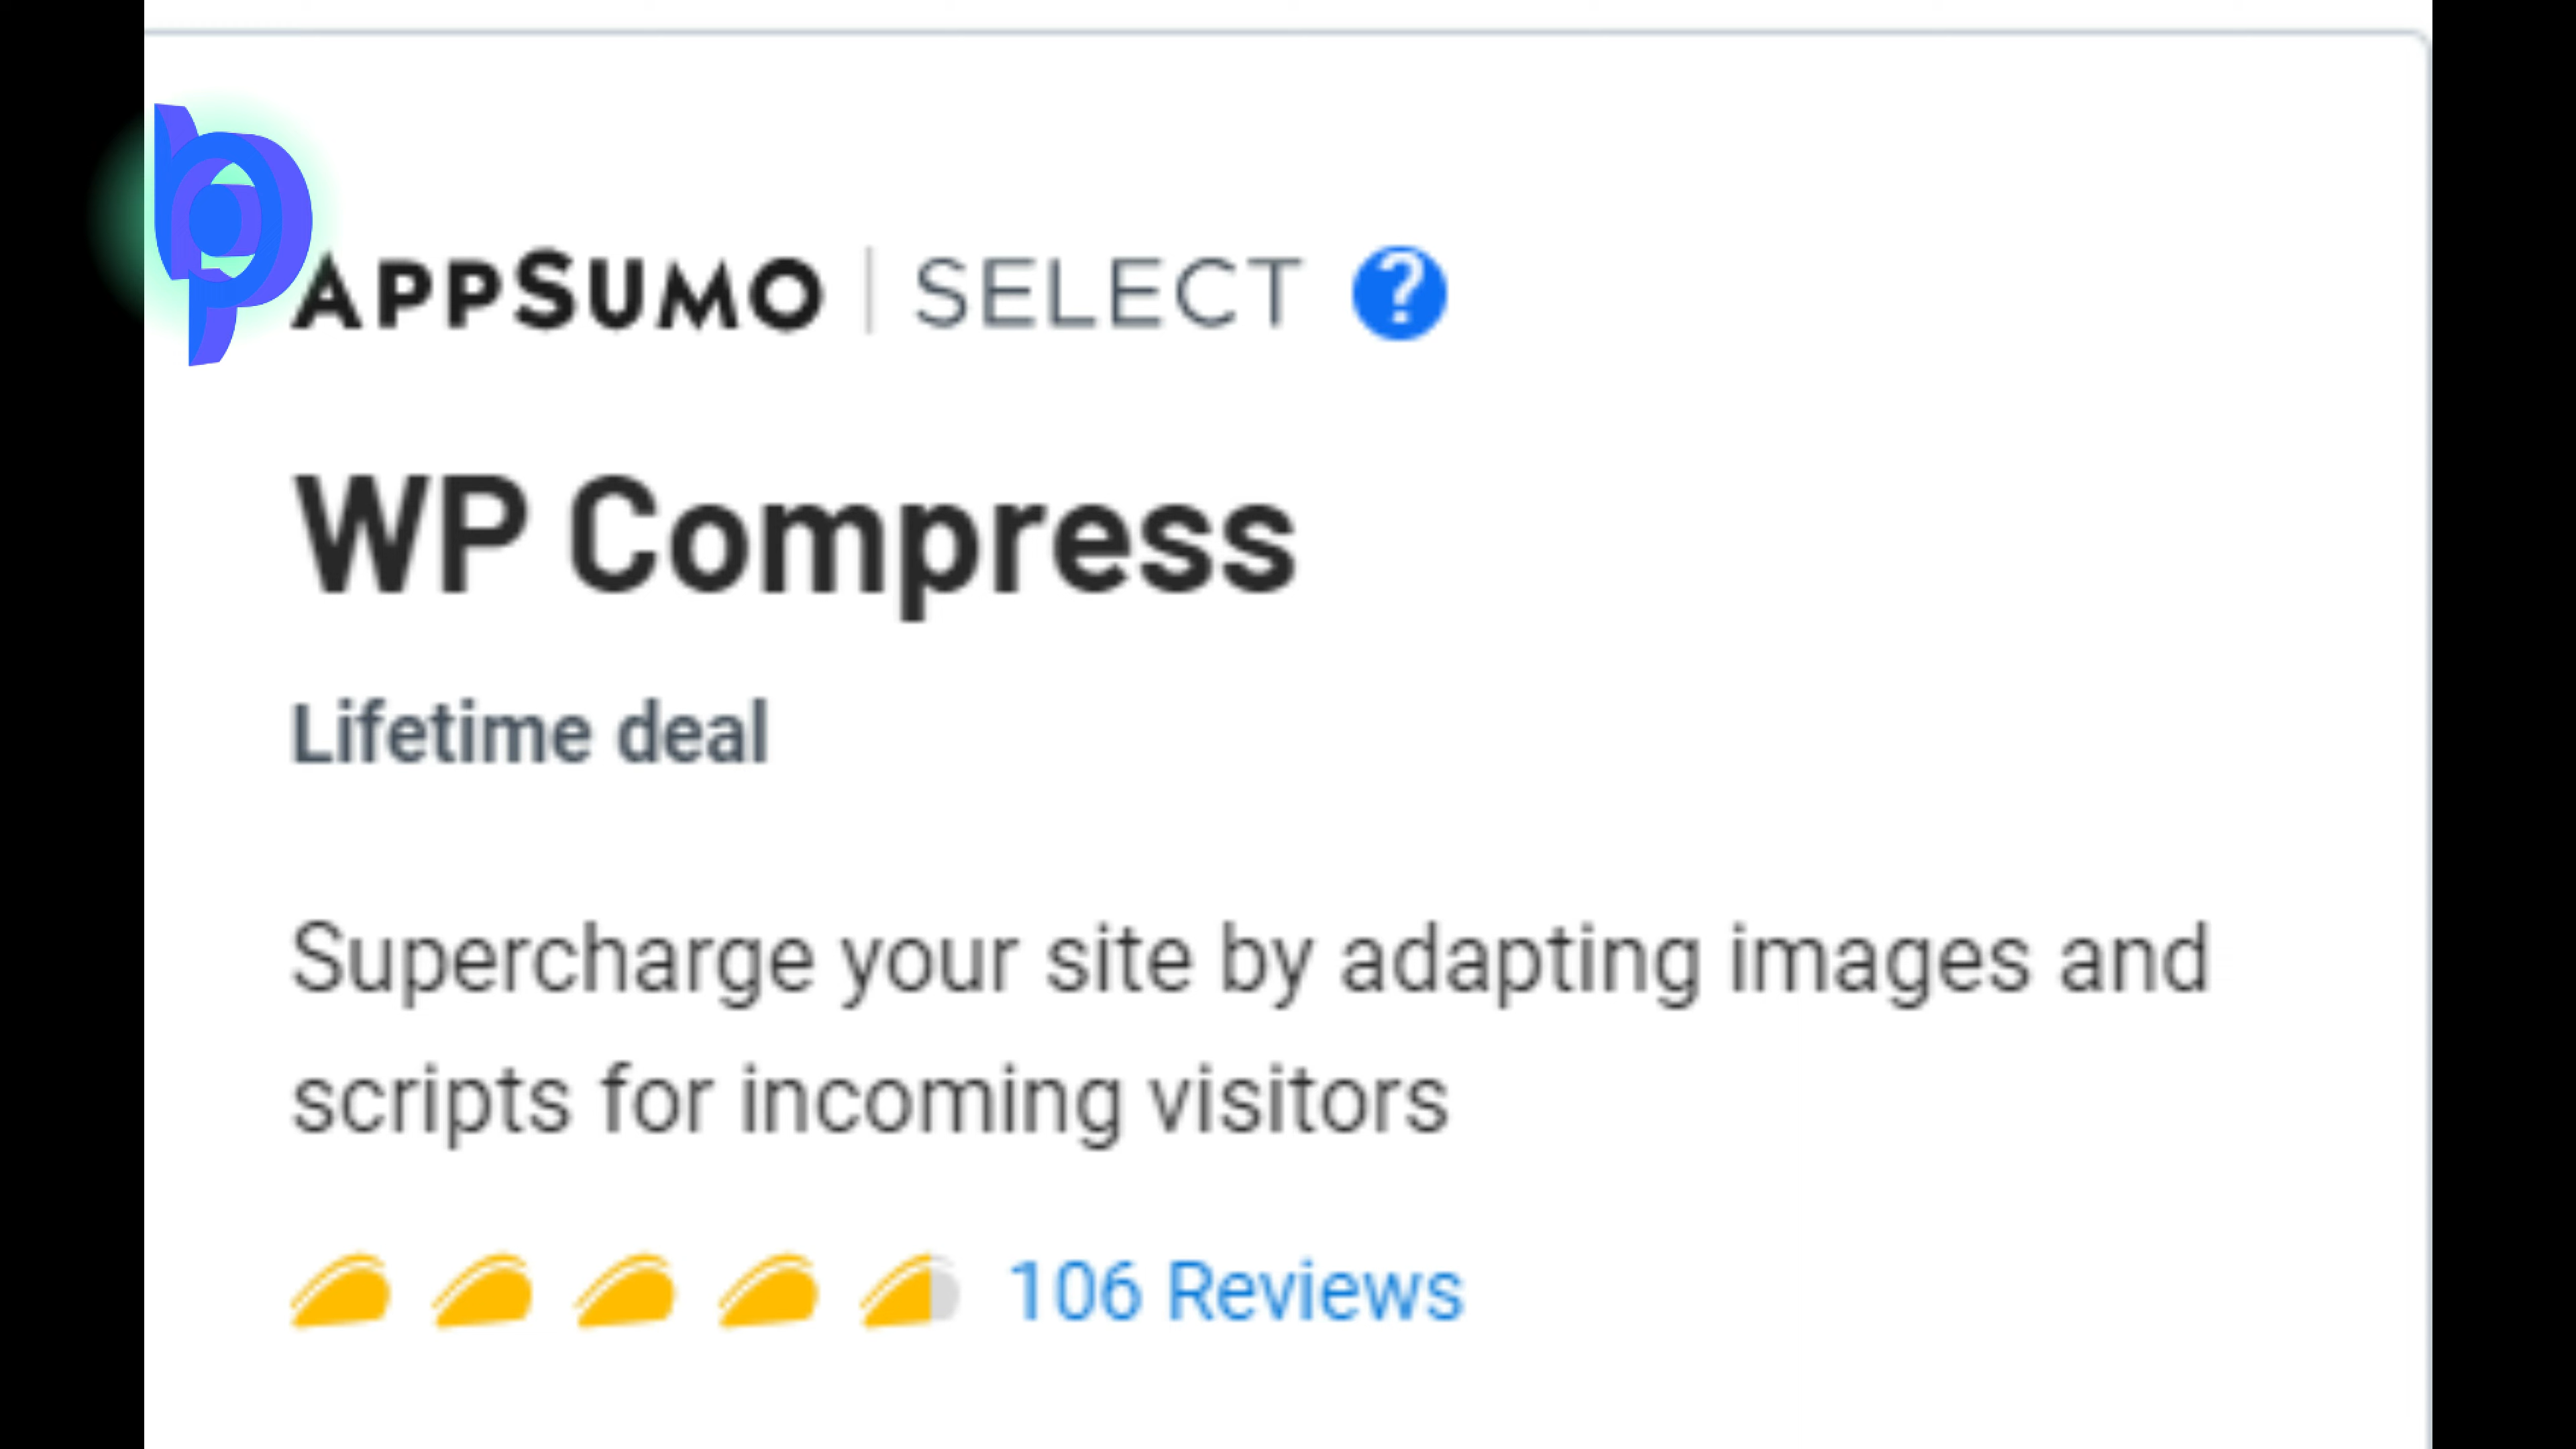 APPSUMO | SELECT ?
WP Compress
Lifetime deal
Supercharge your site by adapting images and
scripts for incoming visitors
106 Reviews